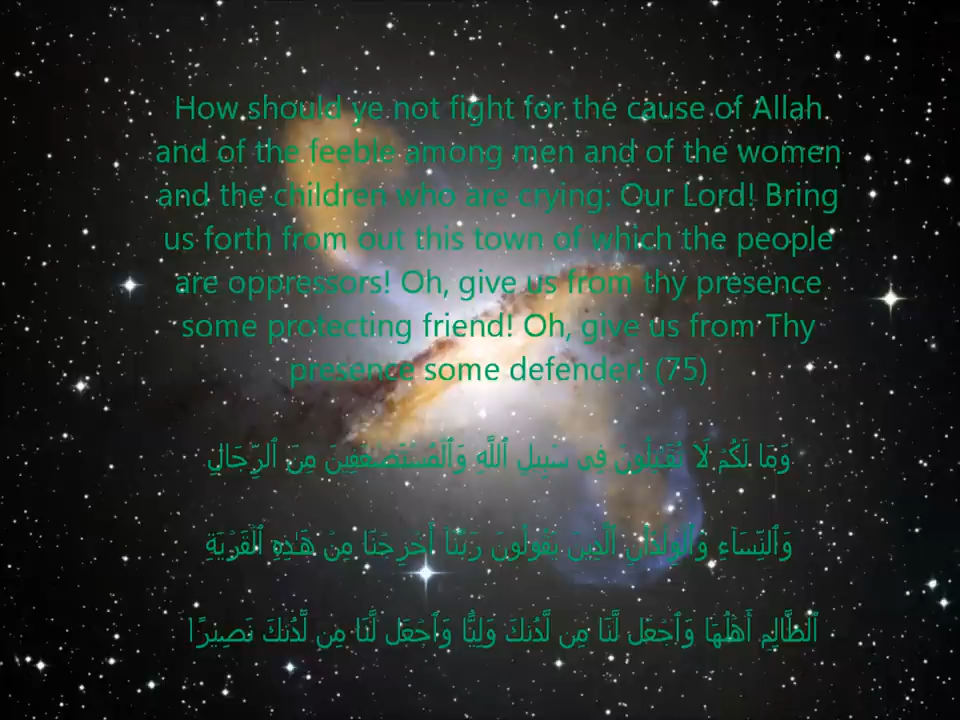 How should ye not fight for the cause of Allah
and of the feeble among men and of the women
and the children who are crying: Our Lord! Bring
us forth from out this town of which the people
are oppressors! Oh, give us from thy presence
some protecting friend! Oh, give us from Thy
presence some defender! (75)
وَمَا لَكُمْ لَا تُقَـٰتِلُونَ فِى سَبِيلِ ٱللَّهِ وَٱلْمُسْتَضْعَفِينَ مِنَ ٱلرِّجَالِ
وَٱلنِّسَآءِ وَٱلْوِلْدَٰنِ ٱلَّذِينَ يَقُولُونَ رَبَّنَآ أَخْرِجْنَا مِنْ هَـٰذِهِ ٱلْقَرْيَةِ
ٱلظَّالِمِ أَهْلُهَا وَٱجْعَل لَّنَا مِن لَّدُنكَ وَلِيًّا وَٱجْعَل لَّنَا مِن لَّدُنكَ نَصِيرًا